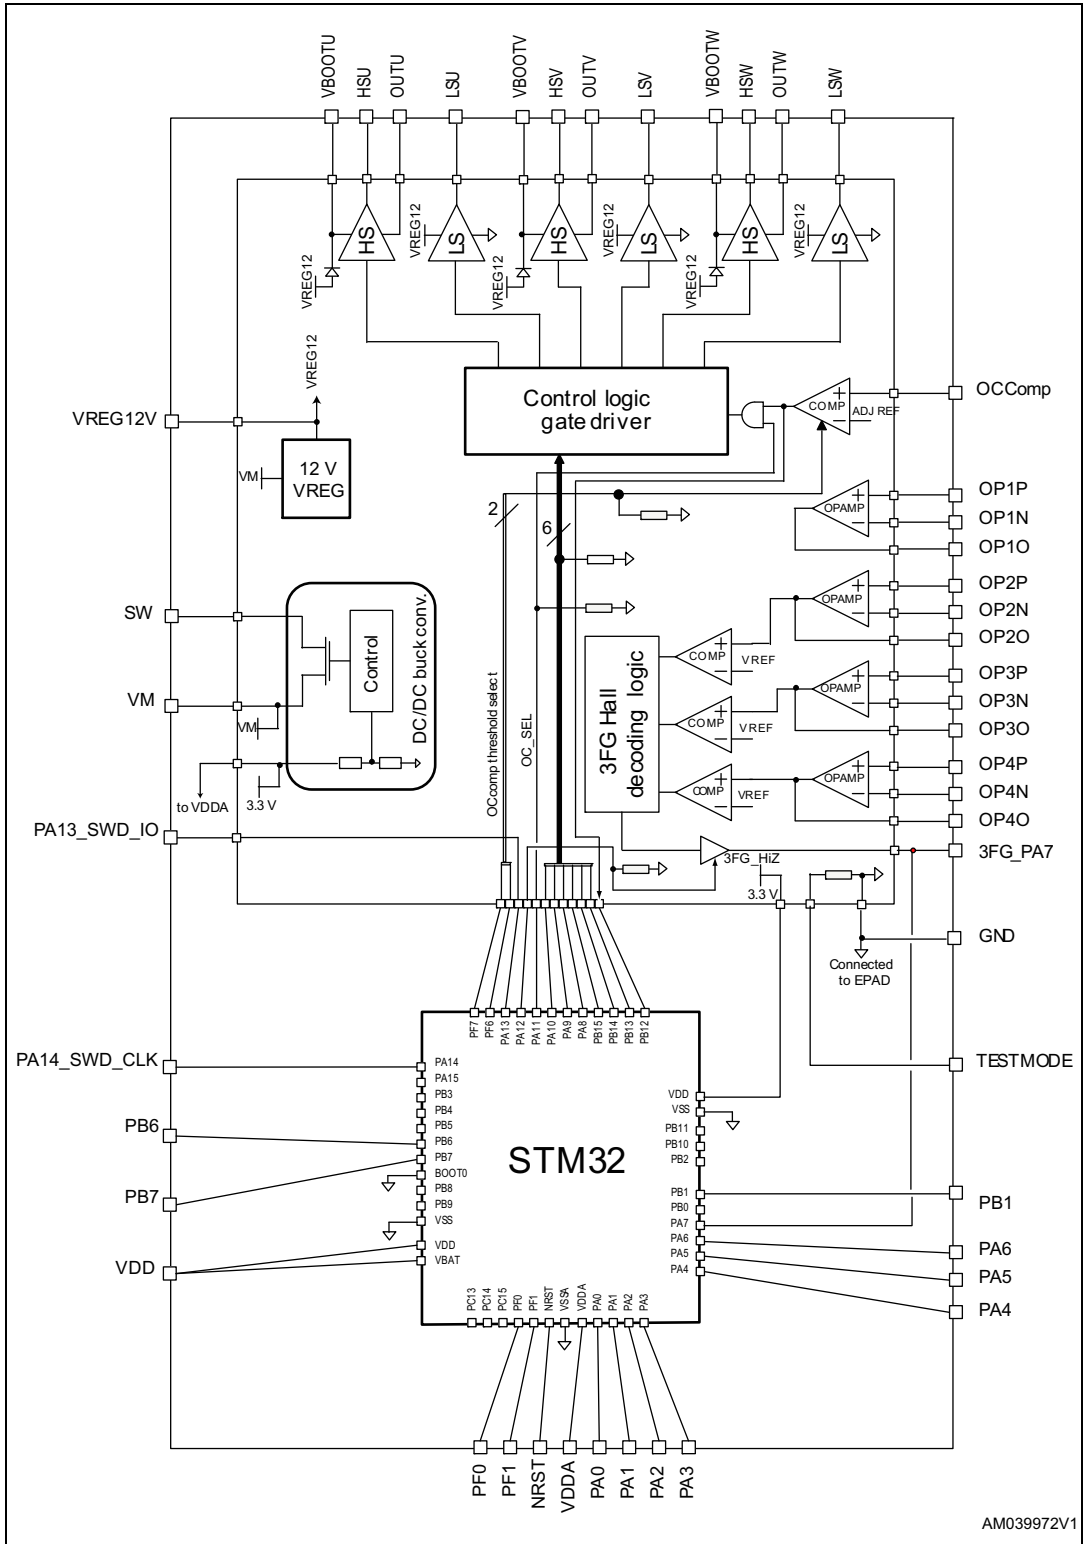 VBOOTU
HSU
OUTU
LSU
VBOOTV
HSV
OUTV
LSV
VBOOTW
HSW
OUTW
LSW
VREG12
HS
VREG12
LS
VREG12
HS
VREG12
LS
VREG12
HS
VREG12
LS
VREG12
VREG12
VREG12
VREG12
Control logic
gate driver
COMP
+
−
ADJ REF
OCComp
VREG12V
VM
12 V
VREG
2
6
OPAMP
+
−
OP1P
OP1N
OP1O
SW
VM
VM
Control
DC/DC buck conv.
to VDDA
3.3 V
OCcomp threshold select
OC_SEL
3FG Hall
decoding logic
COMP
+
−
VREF
OPAMP
+
−
OP2P
OP2N
OP2O
COMP
+
−
VREF
OPAMP
+
−
OP3P
OP3N
OP3O
COMP
+
−
VREF
OPAMP
+
−
OP4P
OP4N
OP4O
PA13_SWD_IO
3FG_HiZ
3.3 V
3FG_PA7
GND
Connected
to EPAD
TESTMODE
PF7
PF6
PA13
PA12
PA11
PA10
PA9
PA8
PB15
PB14
PB13
PB12
PA14_SWD_CLK
PB6
PB7
VDD
PA14
PA15
PB3
PB4
PB5
PB6
PB7
BOOT0
PB8
PB9
VSS
VDD
VBAT
STM32
VDD
VSS
PB11
PB10
PB2
PB1
PB0
PA7
PA6
PA5
PA4
PB1
PA6
PA5
PA4
PC13
PC14
PC15
PF0
PF1
NRST
VSSA
VDDA
PA0
PA1
PA2
PA3
PF0
PF1
NRST
VDDA
PA0
PA1
PA2
PA3
AM039972V1